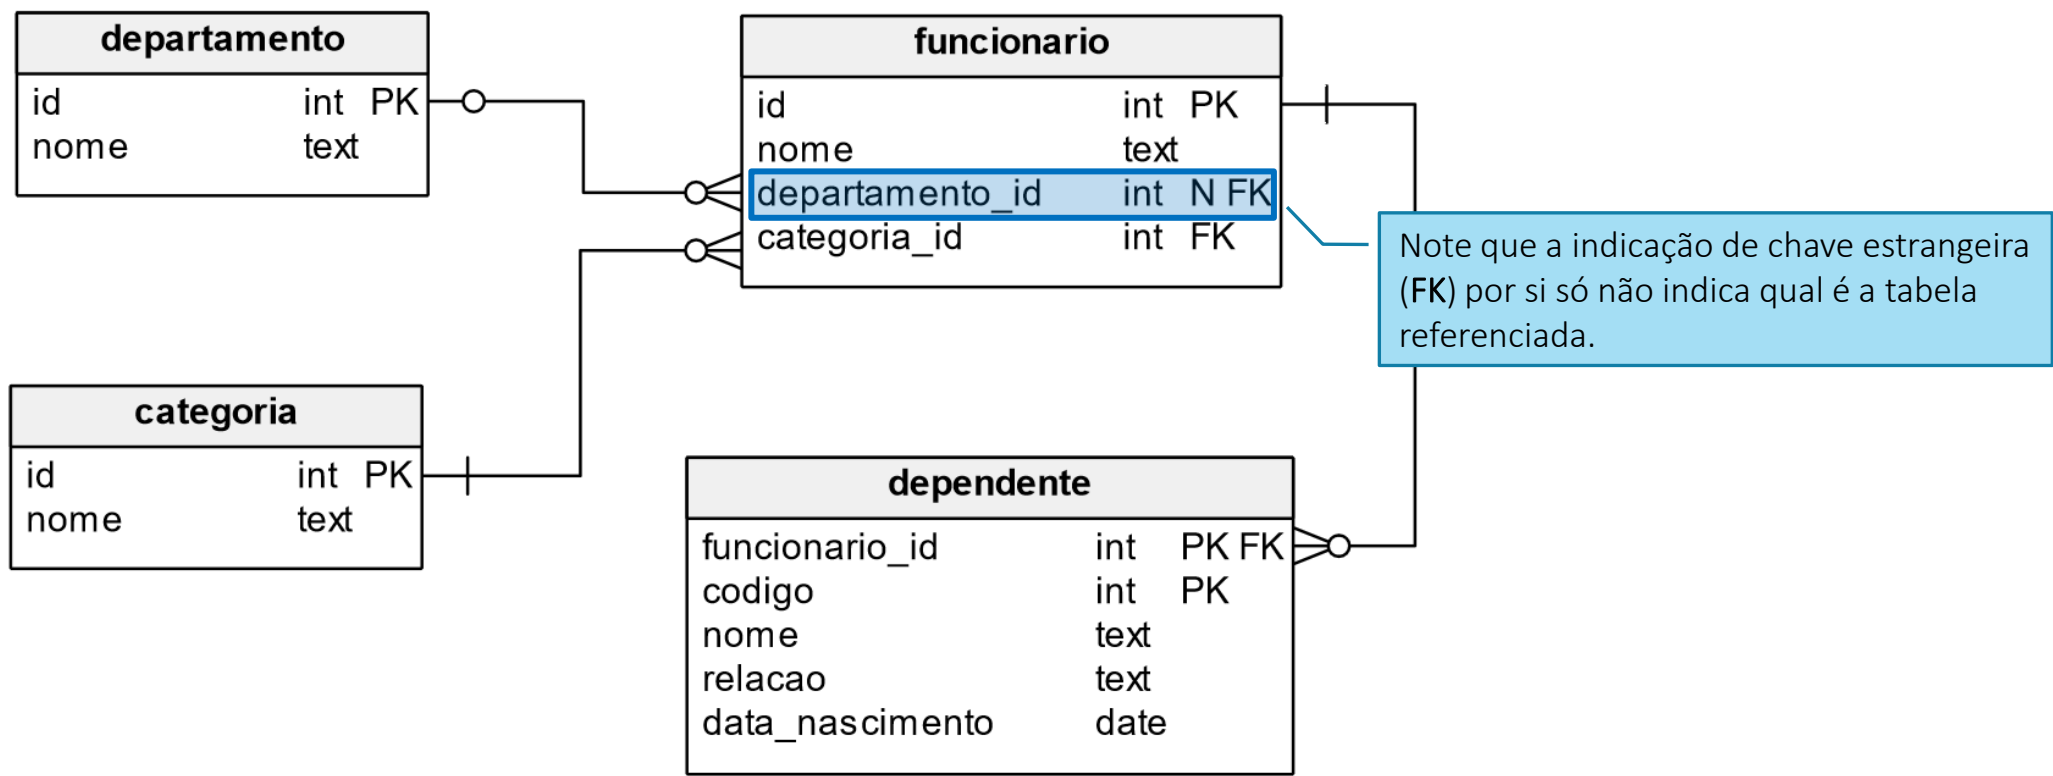 departamento
id int PK
nome text
funcionario
id int PK
nome text
departamento_id int N FK
categoria_id int FK
Note que a indicação de chave estrangeira
(FK) por si só não indica qual é a tabela
referenciada.
categoria
id int PK
nome text
dependente
funcionario_id int PK FK
codigo int PK
nome text
relacao text
data_nascimento date